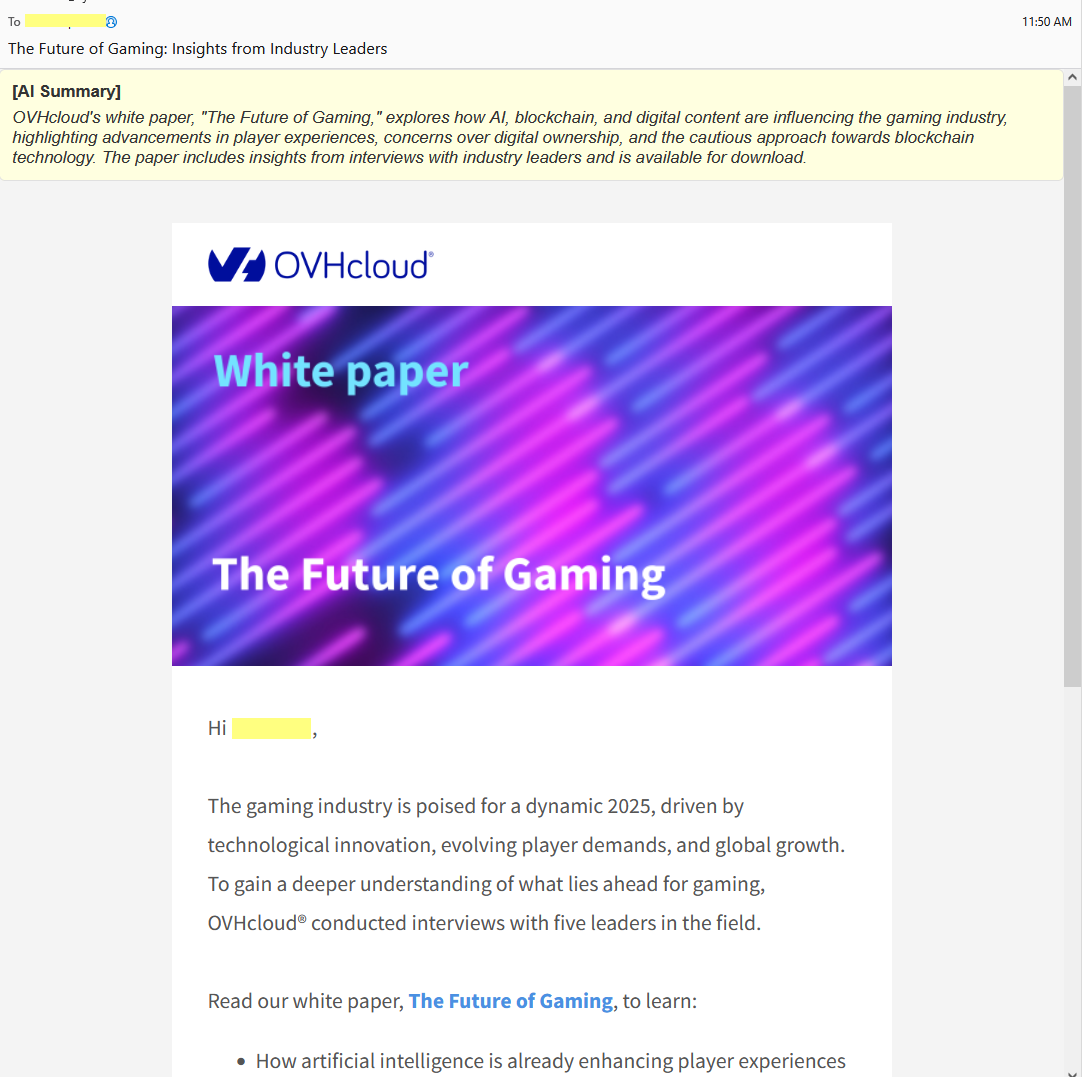 To
11:50 AM
The Future of Gaming: Insights from Industry Leaders
[AI Summary]
OVHcloud's white paper, "The Future of Gaming," explores how AI, blockchain, and digital content are influencing the gaming industry,
highlighting advancements in player experiences, concerns over digital ownership, and the cautious approach towards blockchain
technology. The paper includes insights from interviews with industry leaders and is available for download.
OVHcloud®
White paper
The Future of Gaming
Hi ,
The gaming industry is poised for a dynamic 2025, driven by
technological innovation, evolving player demands, and global growth.
To gain a deeper understanding of what lies ahead for gaming,
OVHcloud® conducted interviews with five leaders in the field.
Read our white paper, The Future of Gaming, to learn:
• How artificial intelligence is already enhancing player experiences